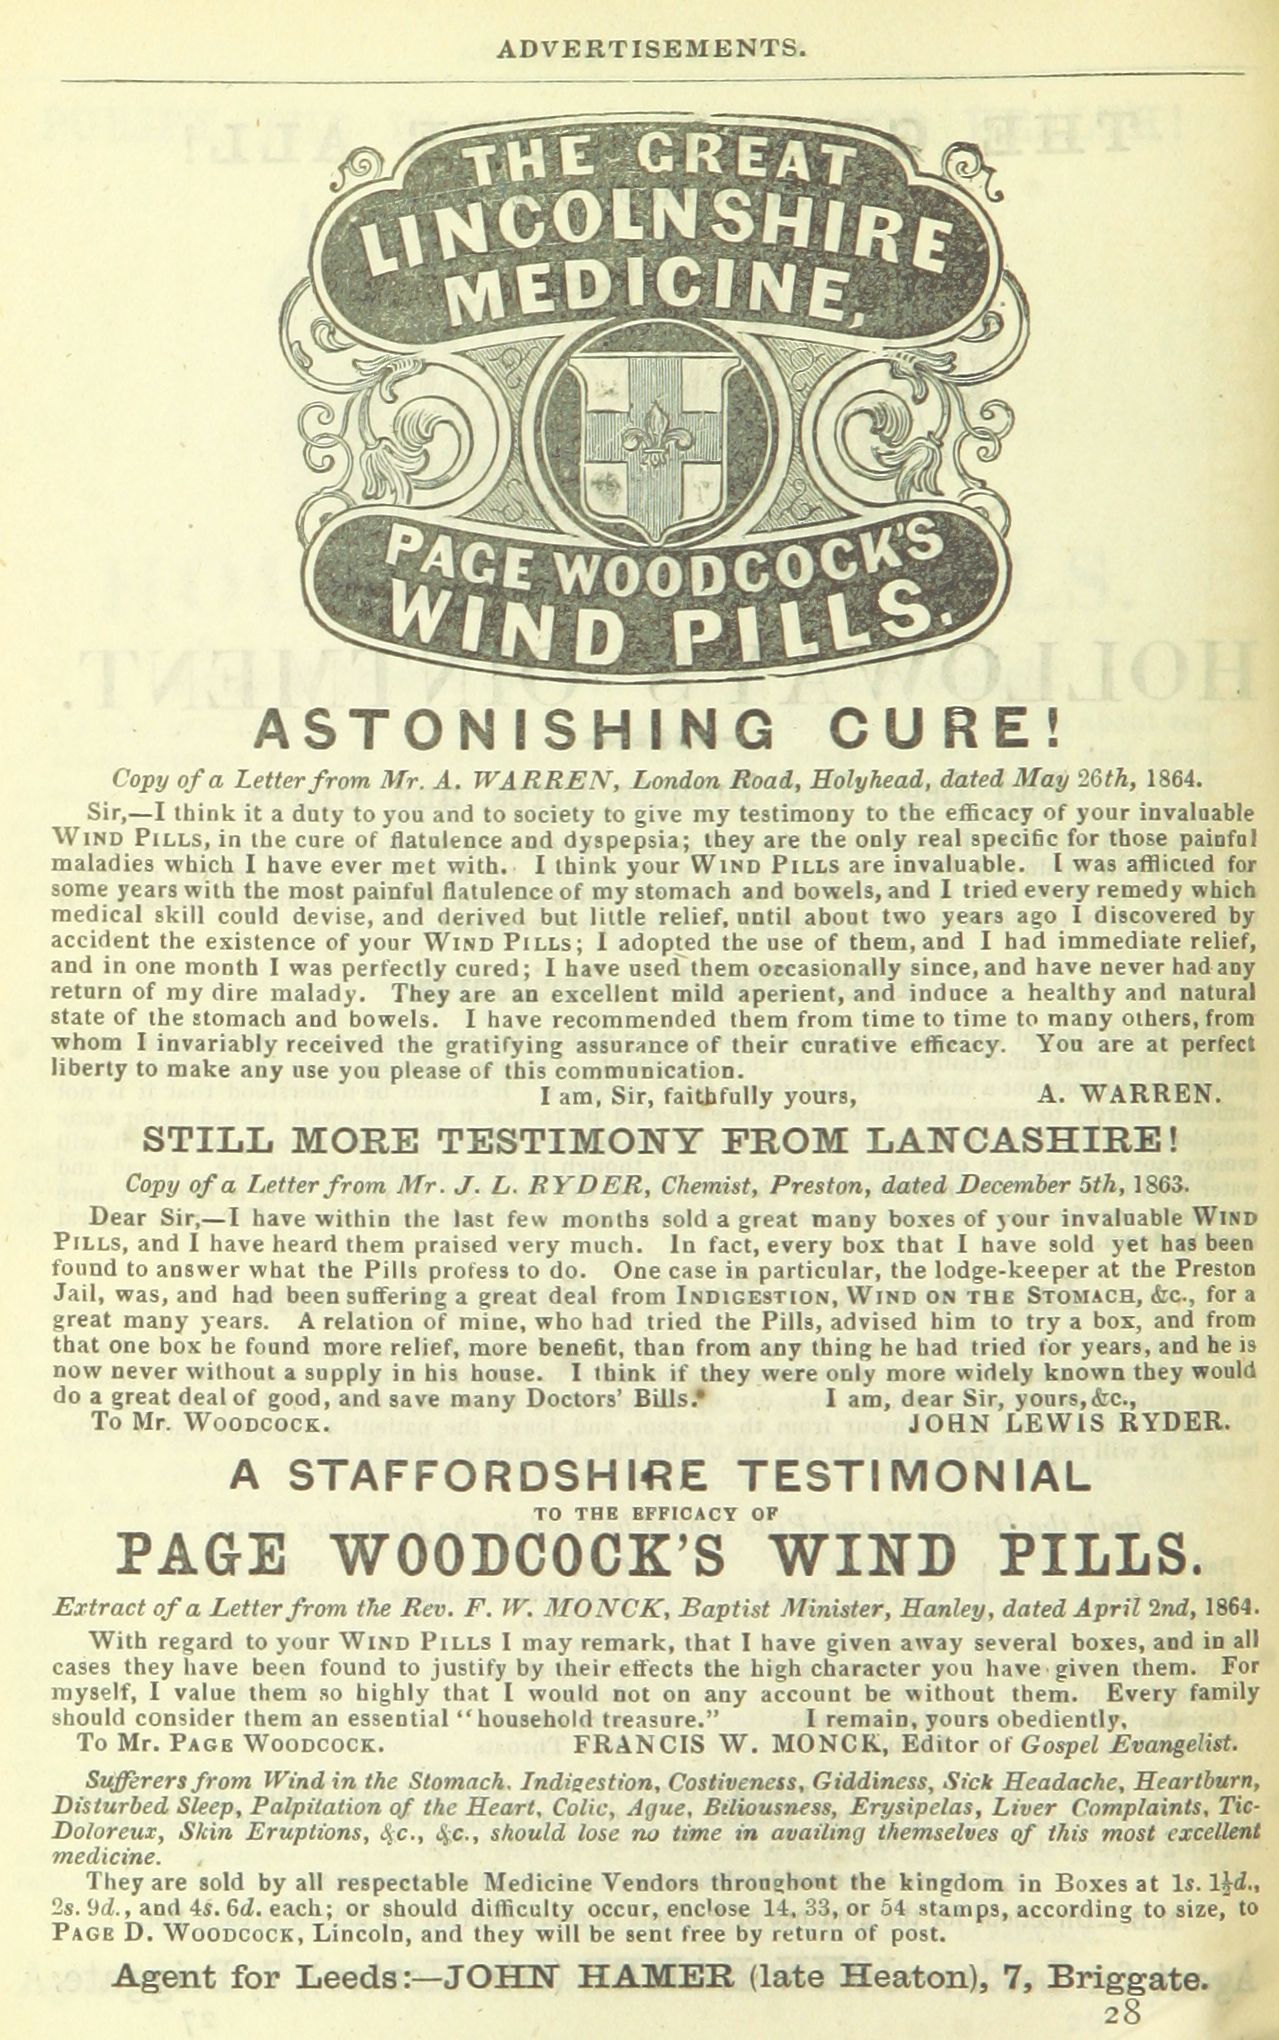 ADVERTISEMENTS.
THE GREAT
LINCOLNSHIRE
MEDICINE,
PAGE WOODCOCK'S
WIND PILLS.
ASTONISHING CURE!
Copy of a Letter from Mr. A. WARREN, London Road, Holyhead, dated May 26th, 1864.
Sir,—I think it a duty to you and to society to give my testimony to the efficacy of your invaluable
WIND PILLS, in the cure of flatulence and dyspepsia; they are the only real specific for those painful
maladies which I have ever met with. I think your WIND PILLS are invaluable. I was afflicted for
some years with the most painful flatulence of my stomach and bowels, and I tried every remedy which
medical skill could devise, and derived but little relief, until about two years ago I discovered by
accident the existence of your WIND PILLS; I adopted the use of them, and I had immediate relief,
and in one month I was perfectly cured; I have used them occasionally since, and have never had any
return of my dire malady. They are an excellent mild aperient, and induce a healthy and natural
state of the stomach and bowels. I have recommended them from time to time to many others, from
whom I invariably received the gratifying assurance of their curative efficacy. You are at perfect
liberty to make any use you please of this communication.
I am, Sir, faithfully yours, A. WARREN.
STILL MORE TESTIMONY FROM LANCASHIRE!
Copy of a Letter from Mr. J. L. RYDER, Chemist, Preston, dated December 5th, 1863.
Dear Sir,—I have within the last few months sold a great many boxes of your invaluable WIND
PILLS, and I have heard them praised very much. In fact, every box that I have sold yet has been
found to answer what the Pills profess to do. One case in particular, the lodge-keeper at the Preston
Jail, was, and had been suffering a great deal from INDIGESTION, WIND ON THE STOMACH, &c., for a
great many years. A relation of mine, who had tried the Pills, advised him to try a box, and from
that one box he found more relief, more benefit, than from any thing he had tried for years, and he is
now never without a supply in his house. I think if they were only more widely known they would
do a great deal of good, and save many Doctors' Bills. I am, dear Sir, yours, &c.,
To Mr. WOODCOCK. JOHN LEWIS RYDER.
A STAFFORDSHIRE TESTIMONIAL
TO THE EFFICACY OF
PAGE WOODCOCK'S WIND PILLS.
Extract of a Letter from the Rev. F. W. MONCK, Baptist Minister, Hanley, dated April 2nd, 1864.
With regard to your WIND PILLS I may remark, that I have given away several boxes, and in all
cases they have been found to justify by their effects the high character you have given them. For
myself, I value them so highly that I would not on any account be without them. Every family
should consider them an essential "household treasure." I remain, yours obediently,
To Mr. PAGE WOODCOCK. FRANCIS W. MONCK, Editor of Gospel Evangelist.
Sufferers from Wind in the Stomach, Indigestion, Costiveness, Giddiness, Sick Headache, Heartburn,
Disturbed Sleep, Palpitation of the Heart, Colic, Ague, Biliousness, Erysipelas, Liver Complaints, Tic-
Doloreux, Skin Eruptions, &c., &c., should lose no time in availing themselves of this most excellent
medicine.
They are sold by all respectable Medicine Vendors throughout the kingdom in Boxes at 1s. 1½d.,
2s. 9d., and 4s. 6d. each; or should difficulty occur, enclose 14, 33, or 54 stamps, according to size, to
PAGE D. WOODCOCK, Lincoln, and they will be sent free by return of post.
Agent for Leeds:—JOHN HAMER (late Heaton), 7, Briggate.
28